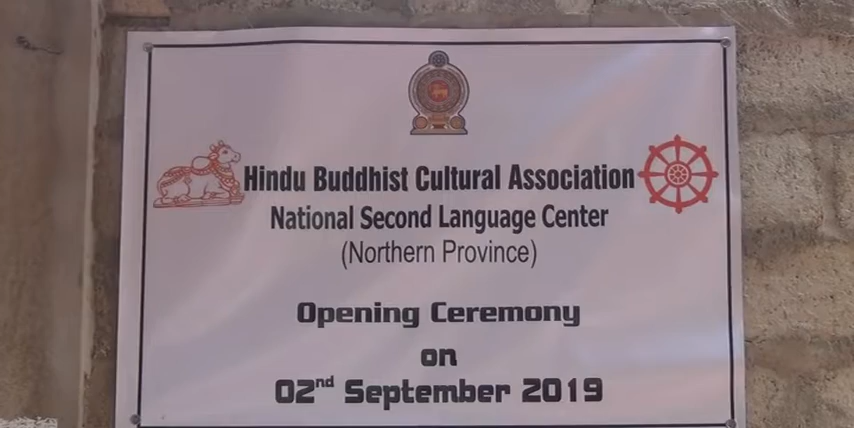 Hindu Buddhist Cultural Association
National Second Language Center
(Northern Province)
Opening Ceremony
on
02nd September 2019